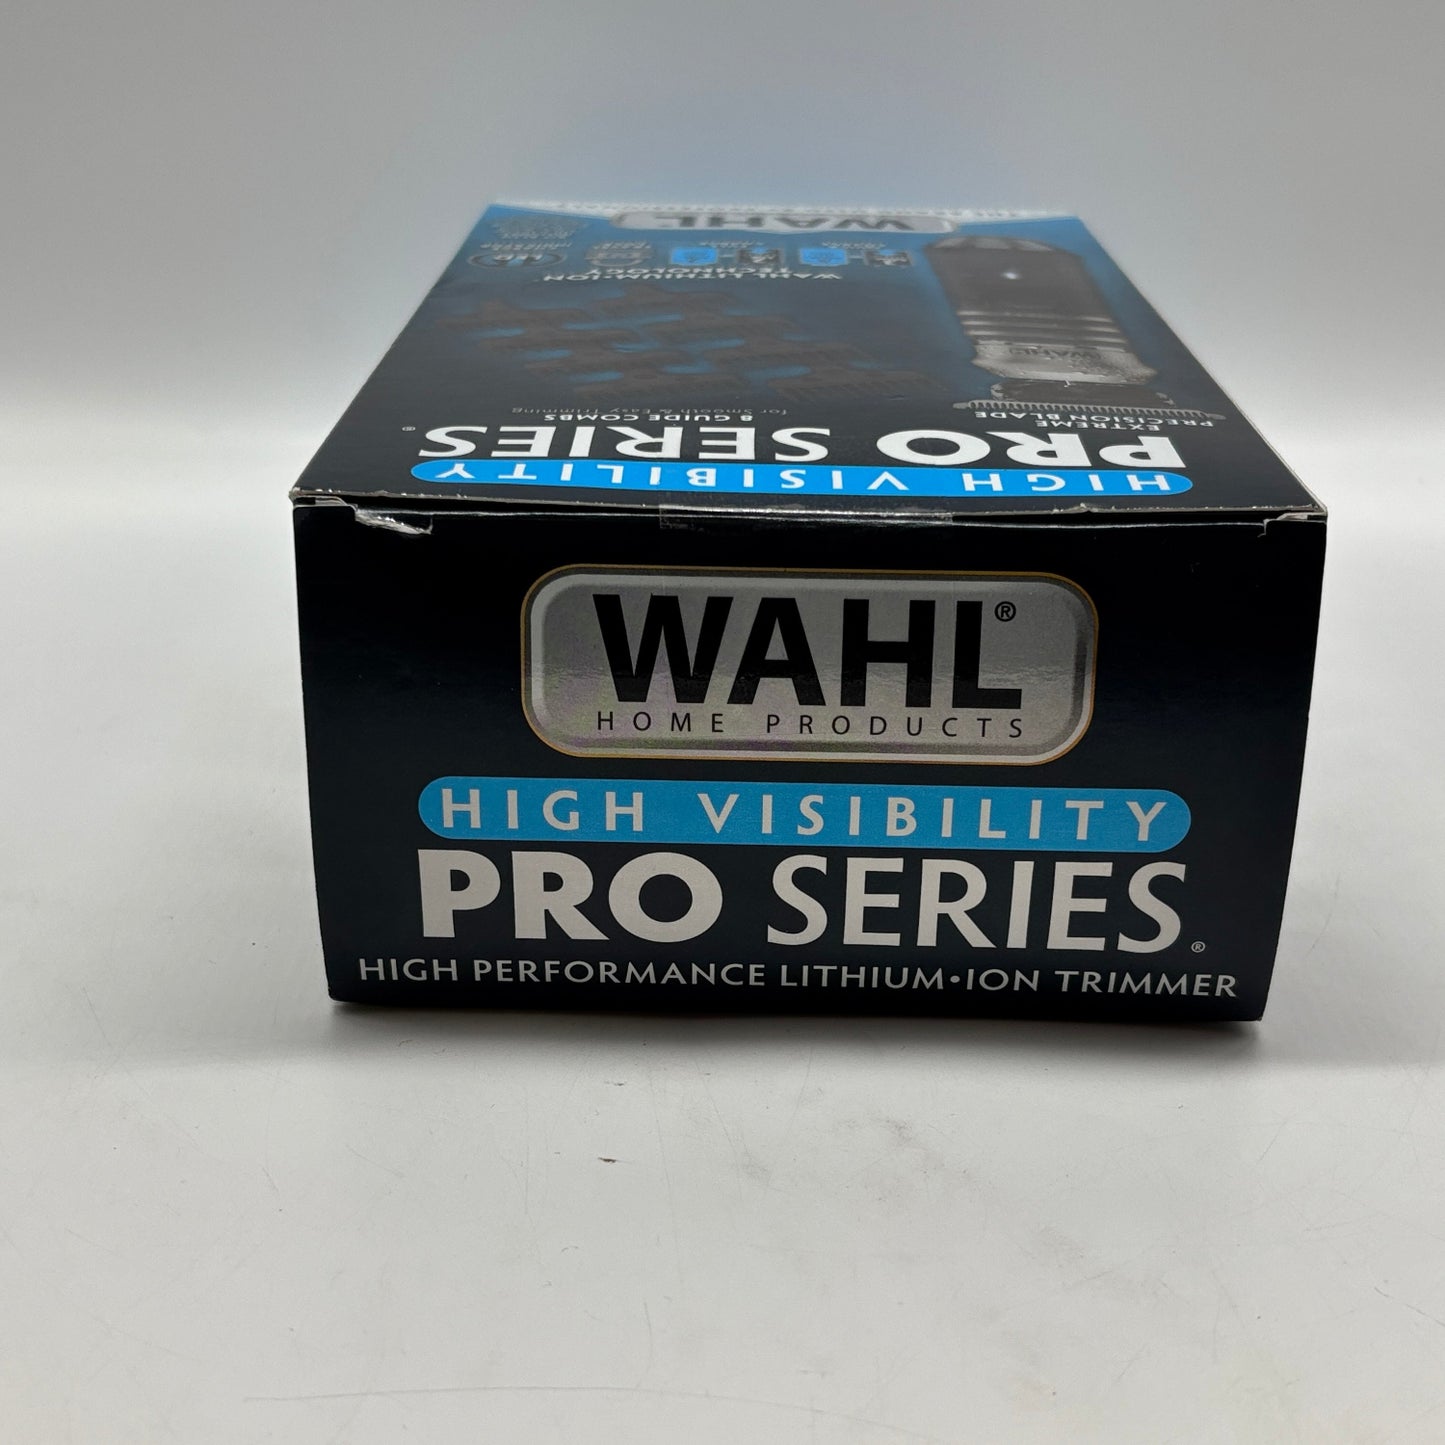 WAHL
WAHL LITHIUM•ION
TECHNOLOGY
WAHL
8 GUIDE COMBS
for Smooth & Easy Trimming
EXTREME
PRECISION BLADE
HIGH VISIBILITY
PRO SERIES®
WAHL®
HOME PRODUCTS
HIGH VISIBILITY
PRO SERIES®
HIGH PERFORMANCE LITHIUM•ION TRIMMER